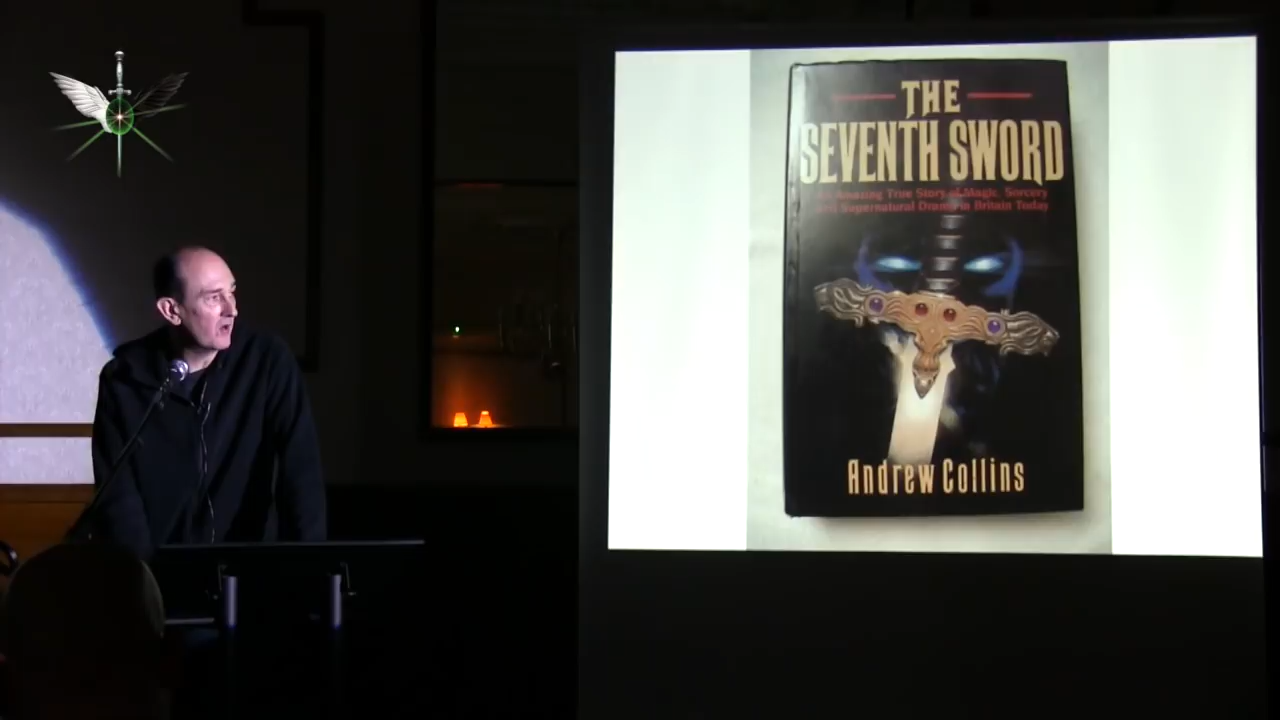 THE
SEVENTH SWORD
An Amazing True Story of Magic, Sorcery
and Supernatural Drama in Britain Today
Andrew Collins